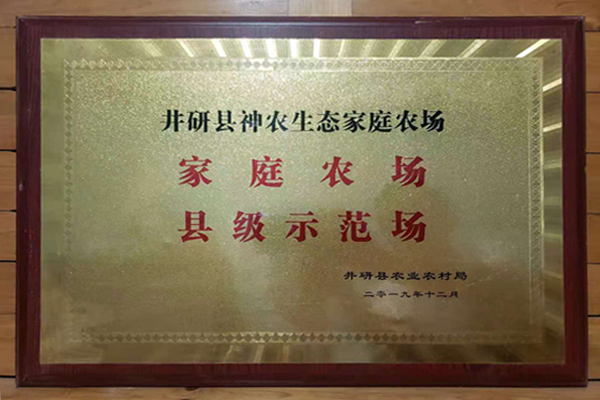 井研县神农生态家庭农场
家庭农场
县级示范场
井研县农业农村局
二零一九年十二月